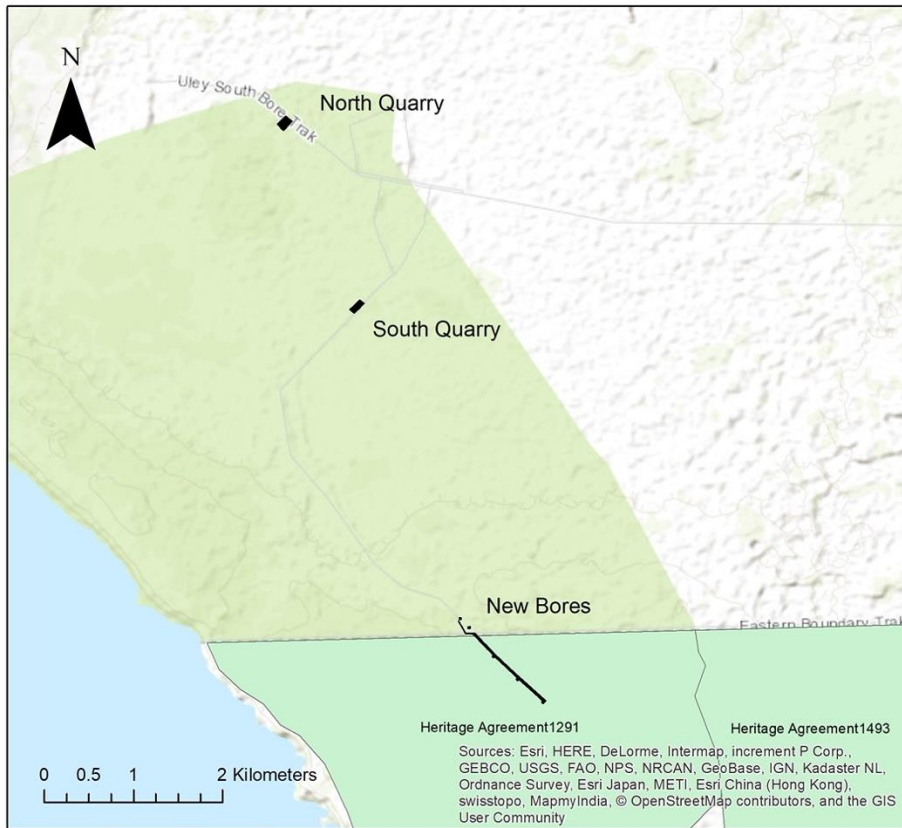 N
Uley South Bore Trak
North Quarry
South Quarry
New Bores
Eastern Boundary Trak
Heritage Agreement1291
Heritage Agreement1493
0 0.5 1 2 Kilometers
Sources: Esri, HERE, DeLorme, Intermap, increment P Corp.,
GEBCO, USGS, FAO, NPS, NRCAN, GeoBase, IGN, Kadaster NL,
Ordnance Survey, Esri Japan, METI, Esri China (Hong Kong),
swisstopo, MapmyIndia, © OpenStreetMap contributors, and the GIS
User Community